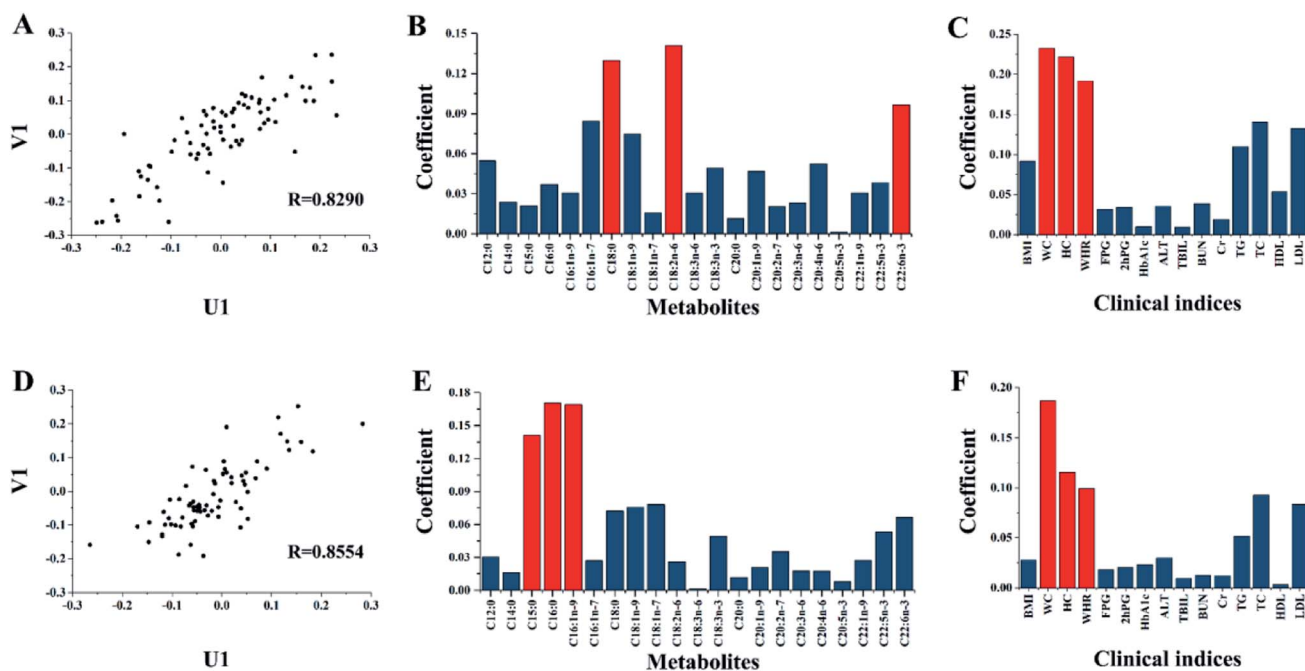 A
V1
0.3
0.2
0.1
0.0
-0.1
-0.2
-0.3
R=0.8290
-0.3 -0.2 -0.1 0.0 0.1 0.2 0.3
U1
B
Coefficient
0.15
0.12
0.09
0.06
0.03
0.00
C12:0
C14:0
C15:0
C16:0
C16:1n-9
C16:1n-7
C18:0
C18:1n-9
C18:1n-7
C18:2n-6
C18:3n-6
C18:3n-3
C20:0
C20:1n-9
C20:2n-7
C20:3n-6
C20:4n-6
C20:5n-3
C22:1n-9
C22:5n-3
C22:6n-3
Metabolites
C
Coefficient
0.25
0.20
0.15
0.10
0.05
0.00
BMI
WC
HC
WHR
FPG
2hPG
HbA1c
ALT
TBIL
BUN
Cr
TG
TC
HDL
LDL
Clinical indices
D
V1
0.3
0.2
0.1
0.0
-0.1
-0.2
-0.3
R=0.8554
-0.3 -0.2 -0.1 0.0 0.1 0.2 0.3
U1
E
Coefficient
0.18
0.15
0.12
0.09
0.06
0.03
0.00
C12:0
C14:0
C15:0
C16:0
C16:1n-9
C16:1n-7
C18:0
C18:1n-9
C18:1n-7
C18:2n-6
C18:3n-6
C18:3n-3
C20:0
C20:1n-9
C20:2n-7
C20:3n-6
C20:4n-6
C20:5n-3
C22:1n-9
C22:5n-3
C22:6n-3
Metabolites
F
Coefficient
0.20
0.15
0.10
0.05
0.00
BMI
WC
HC
WHR
FPG
2hPG
HbA1c
ALT
TBIL
BUN
Cr
TG
TC
HDL
LDL
Clinical indices